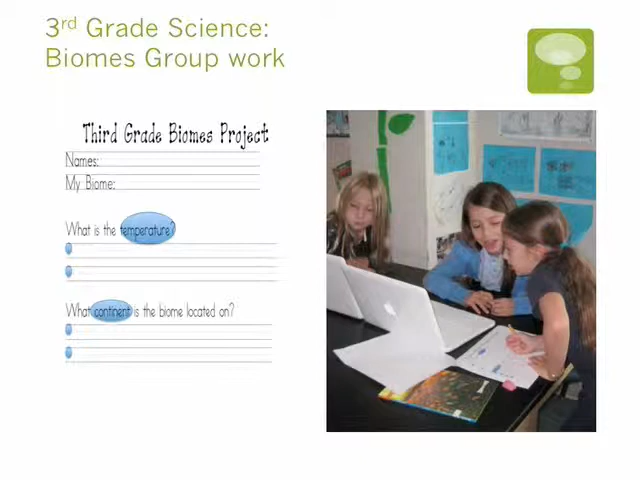 3rd Grade Science:
Biomes Group work
Third Grade Biomes Project
Names:
My Biome:
What is the temperature?
What continent is the biome located on?